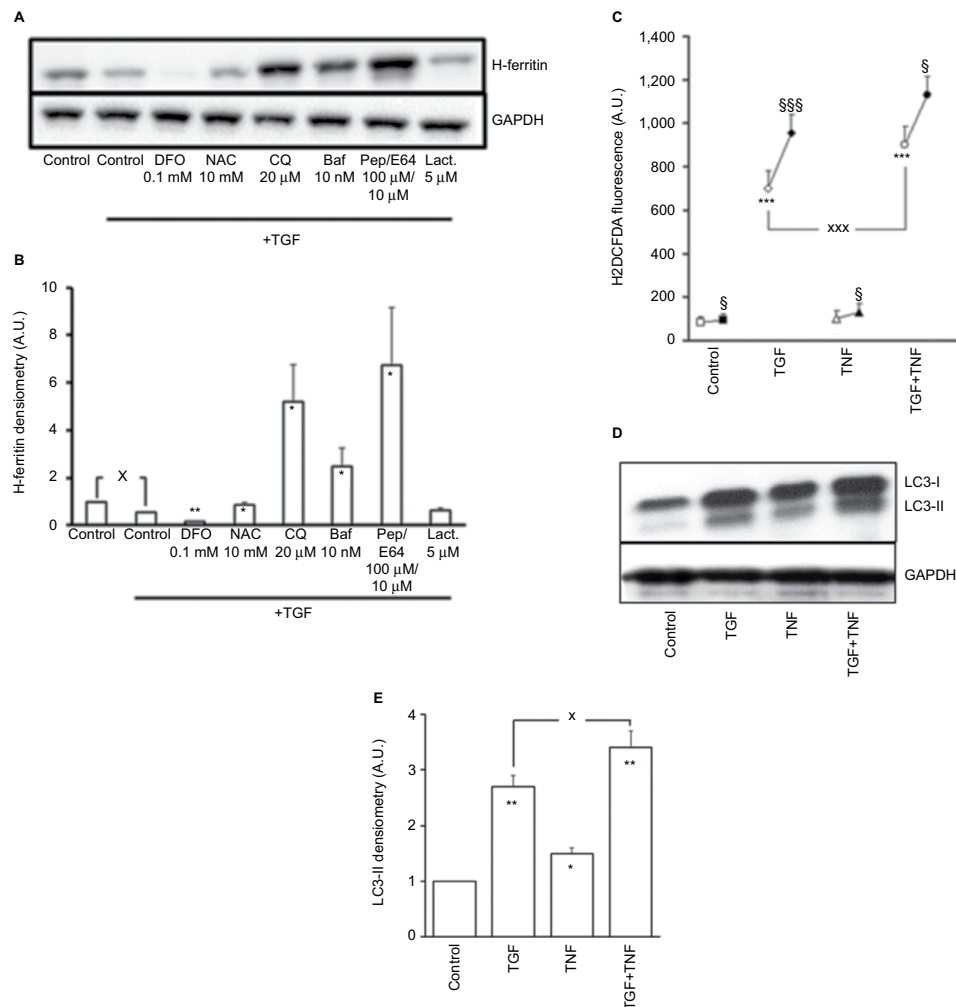 A
H-ferritin
GAPDH
Control Control DFO NAC CQ Baf Pep/E64 Lact.
0.1 mM 10 mM 20 μM 10 nM 100 μM/ 5 μM
10 μM
+TGF
B
H-ferritin densiometry (A.U.)
10
8
6
4
2
0
X
**
*
*
*
*
Control Control DFO NAC CQ Baf Pep/ Lact.
0.1 mM 10 mM 20 μM 10 nM E64 5 μM
100 μM/
10 μM
+TGF
C
H2DCFDA fluorescence (A.U.)
1,400
1,200
1,000
800
600
400
200
0
§
§§§
***
§
§
***
xxx
Control
TGF
TNF
TGF+TNF
D
LC3-I
LC3-II
GAPDH
Control
TGF
TNF
TGF+TNF
E
LC3-II densiometry (A.U.)
4
3
2
1
0
x
**
*
**
Control
TGF
TNF
TGF+TNF